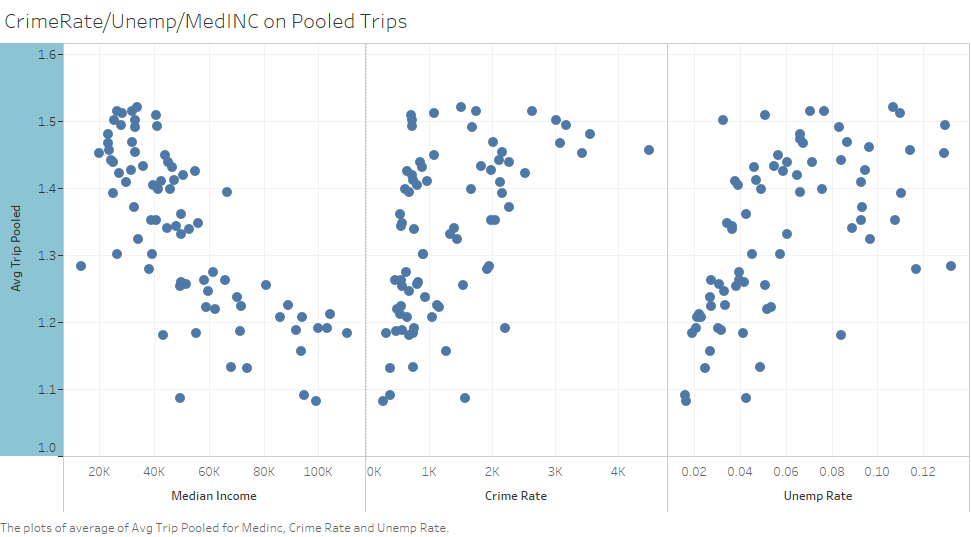 CrimeRate/Unemp/MedINC on Pooled Trips
Avg Trip Pooled
1.6
1.5
1.4
1.3
1.2
1.1
1.0
20K 40K 60K 80K 100K
0K 1K 2K 3K 4K
0.02 0.04 0.06 0.08 0.10 0.12
Median Income
Crime Rate
Unemp Rate
The plots of average of Avg Trip Pooled for Medinc, Crime Rate and Unemp Rate.